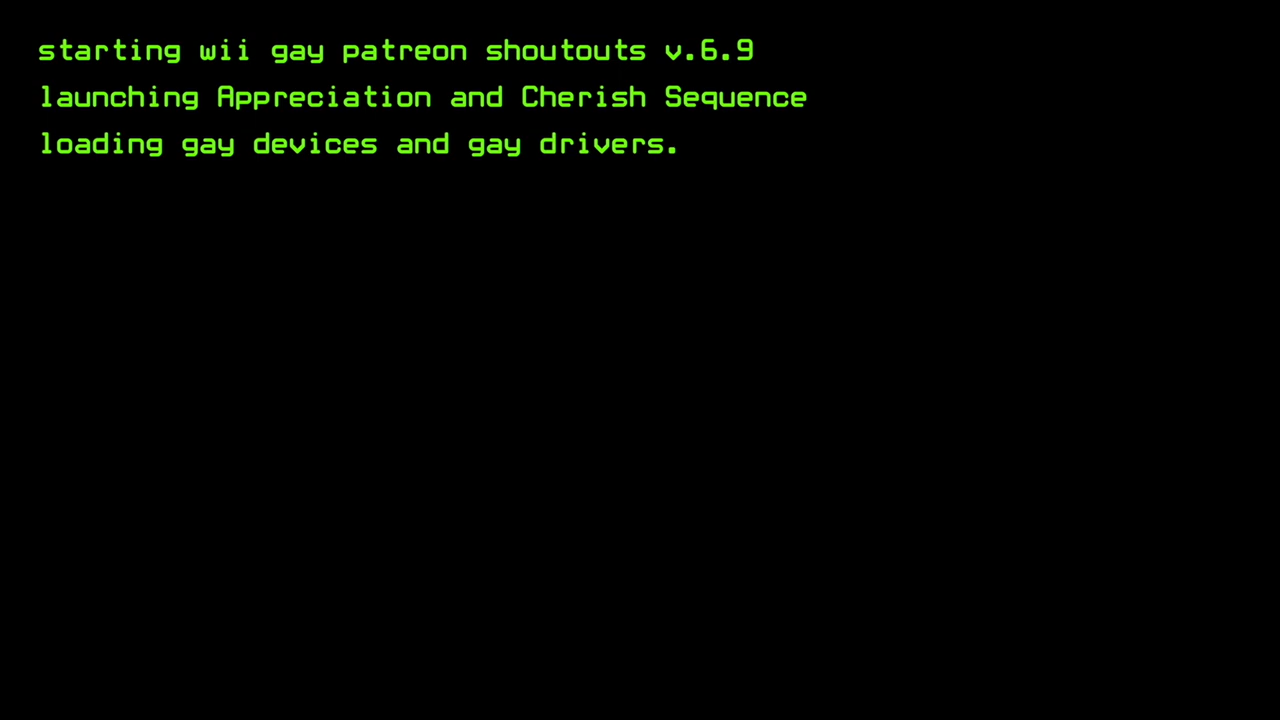 starting wii gay patreon shoutouts v.6.9
launching Appreciation and Cherish Sequence
loading gay devices and gay drivers.